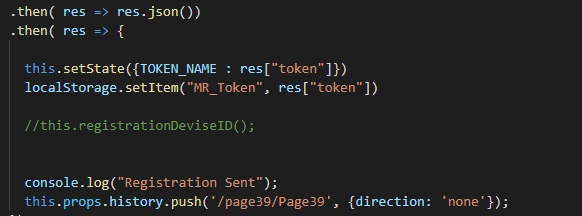 .then( res => res.json())
.then( res => {
this.setState({TOKEN_NAME : res["token"]})
localStorage.setItem("MR_Token", res["token"])
//this.registrationDeviseID();
console.log("Registration Sent");
this.props.history.push('/page39/Page39', {direction: 'none'});